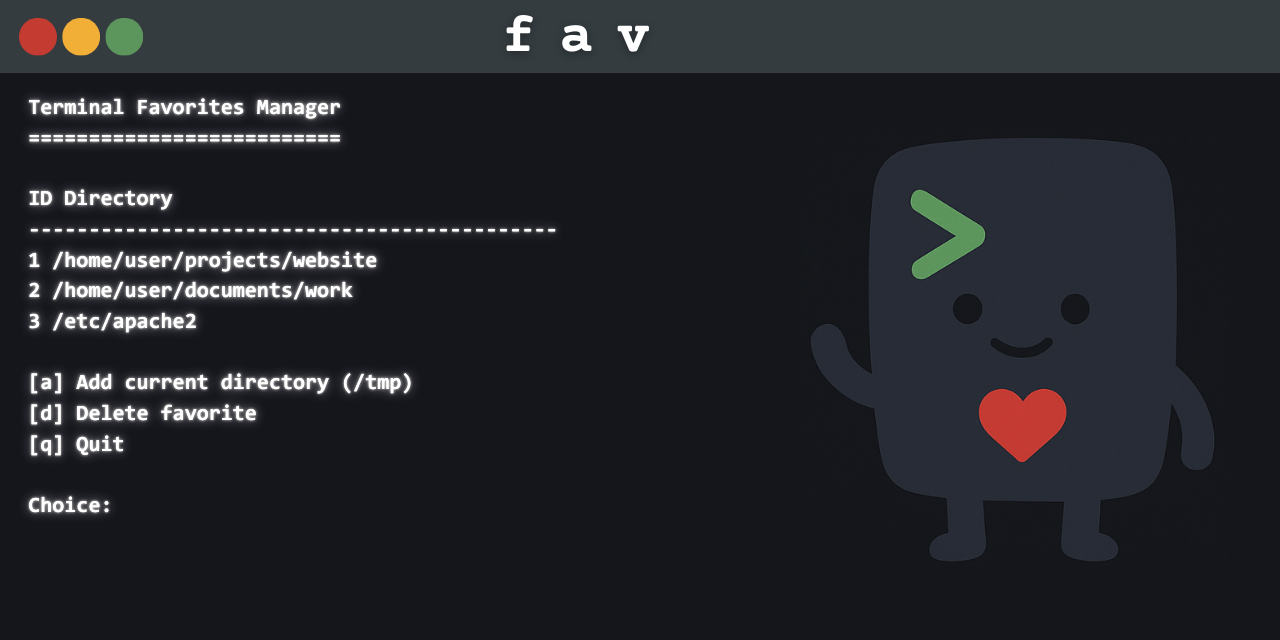 f a v
Terminal Favorites Manager
==========================
ID Directory
--------------------------------------------
1 /home/user/projects/website
2 /home/user/documents/work
3 /etc/apache2
[a] Add current directory (/tmp)
[d] Delete favorite
[q] Quit
Choice:
>